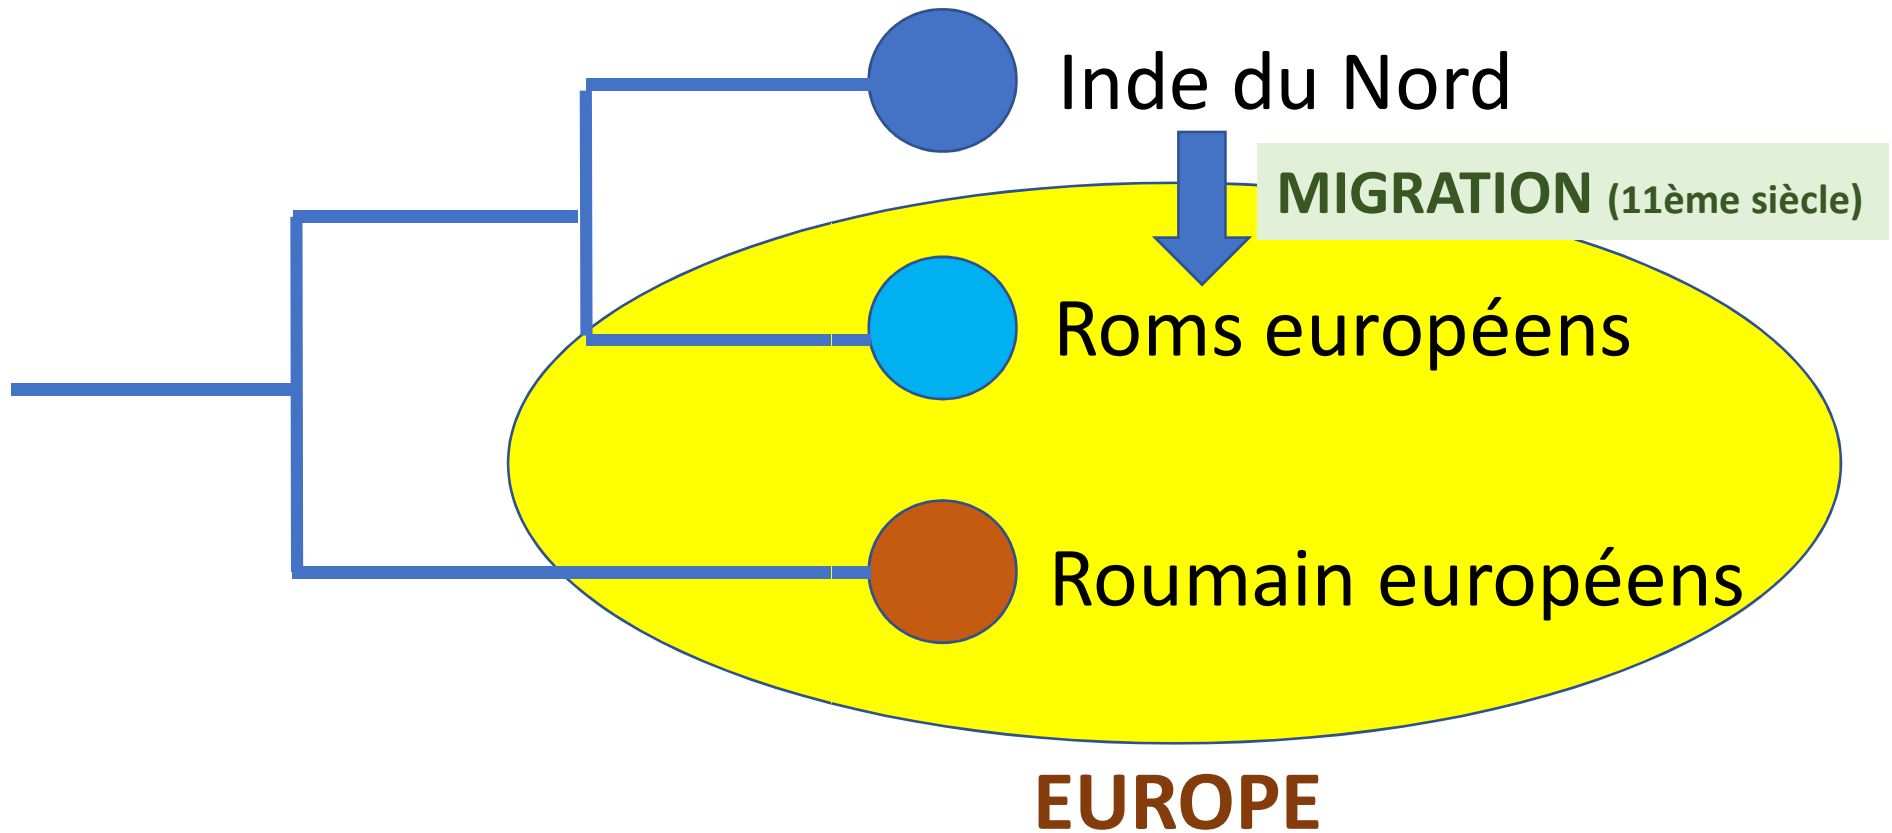 Inde du Nord
MIGRATION (11ème siècle)
Roms européens
Roumain européens
EUROPE